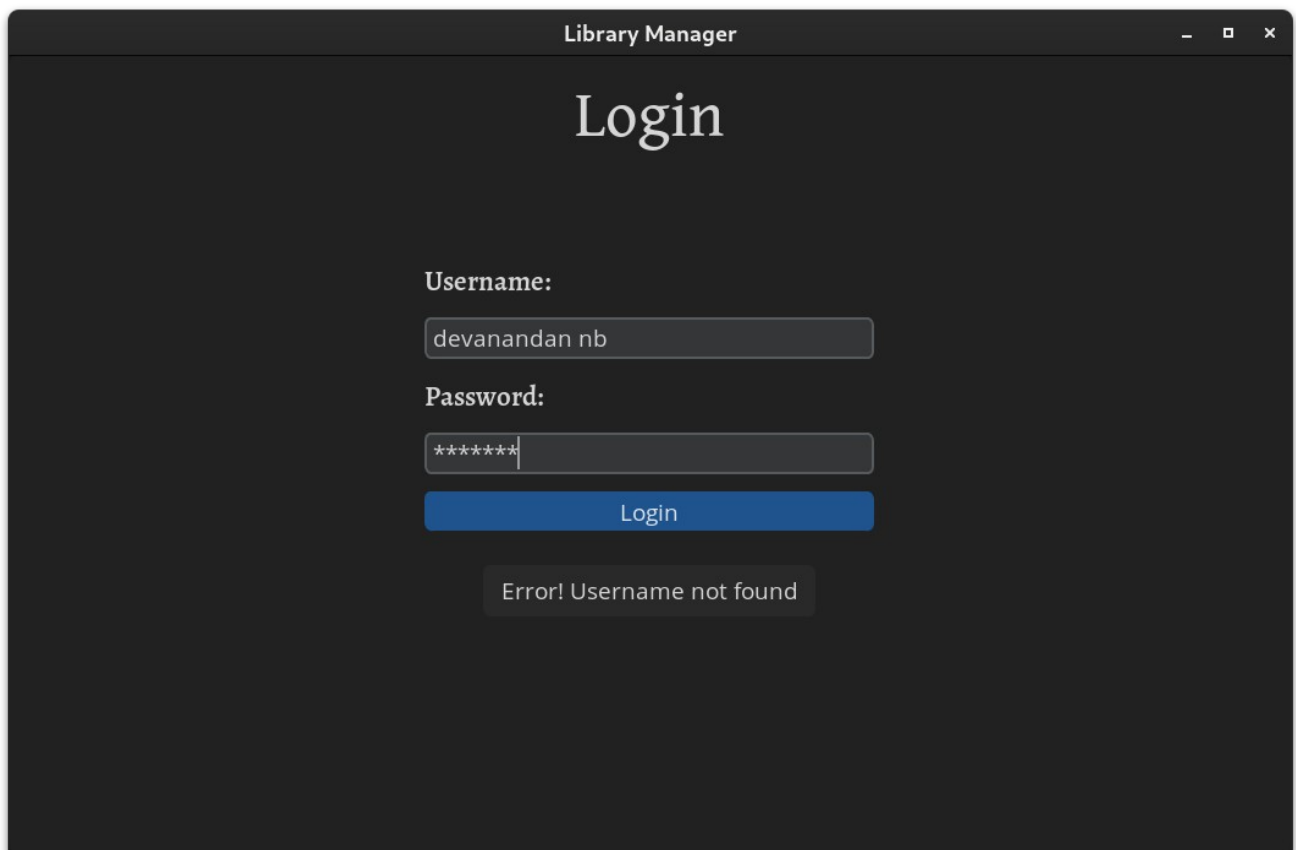 Library Manager
Login
Username:
devanandan nb
Password:
*******
Login
Error! Username not found